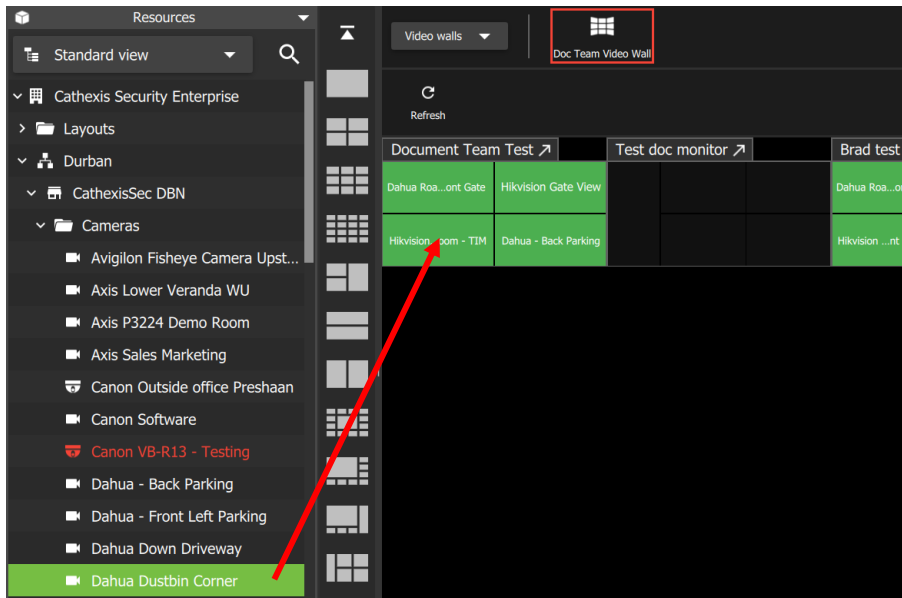 Resources
Standard view
Cathexis Security Enterprise
Layouts
Durban
CathexisSec DBN
Cameras
Avigilon Fisheye Camera Upst...
Axis Lower Veranda WU
Axis P3224 Demo Room
Axis Sales Marketing
Canon Outside office Preshaan
Canon Software
Canon VB-R13 - Testing
Dahua - Back Parking
Dahua - Front Left Parking
Dahua Down Driveway
Dahua Dustbin Corner
Video walls
Doc Team Video Wall
Refresh
Document Team Test
Test doc monitor
Brad test
Dahua Roa...ont Gate
Hikvision Gate View
Dahua Roa...o
Hikvision ...oom - TIM
Dahua - Back Parking
Hikvision ...nt